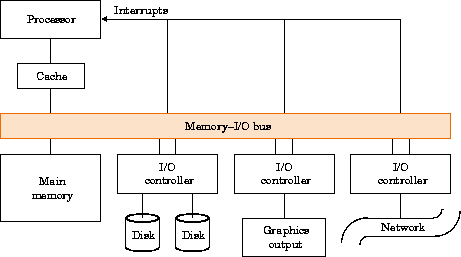 Interrupts
Processor
Cache
Memory–I/O bus
Main
memory
I/O
controller
I/O
controller
I/O
controller
Disk
Disk
Graphics
output
Network